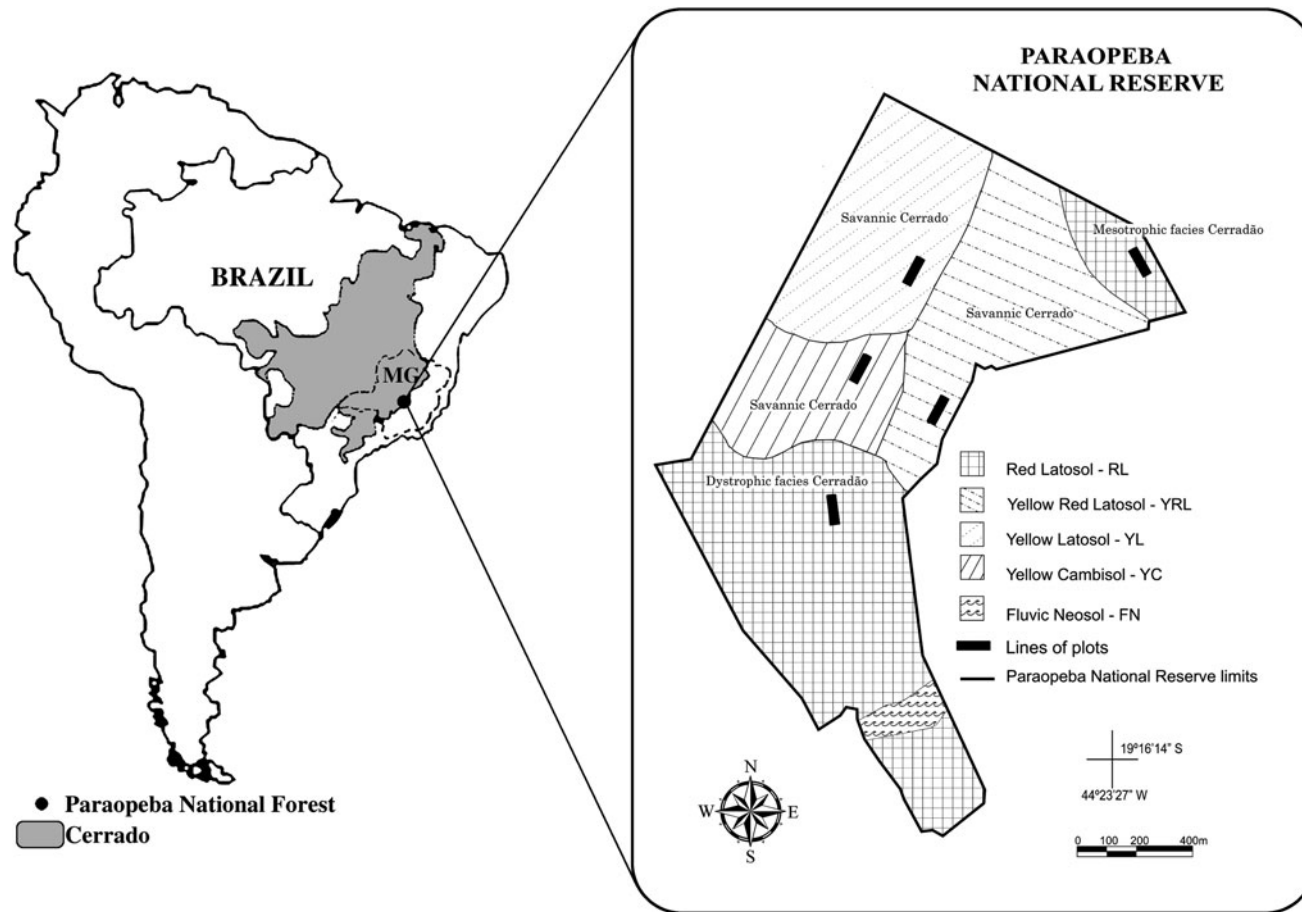 BRAZIL
MG
Paraopeba National Forest
Cerrado
PARAOPEBA
NATIONAL RESERVE
Savannic Cerrado
Mesotrophic facies Cerradão
Savannic Cerrado
Savannic Cerrado
Dystrophic facies Cerradão
Red Latosol - RL
Yellow Red Latosol - YRL
Yellow Latosol - YL
Yellow Cambisol - YC
Fluvic Neosol - FN
Lines of plots
Paraopeba National Reserve limits
19º16'14" S
44º23'27" W
N
W
E
S
0 100 200 400m